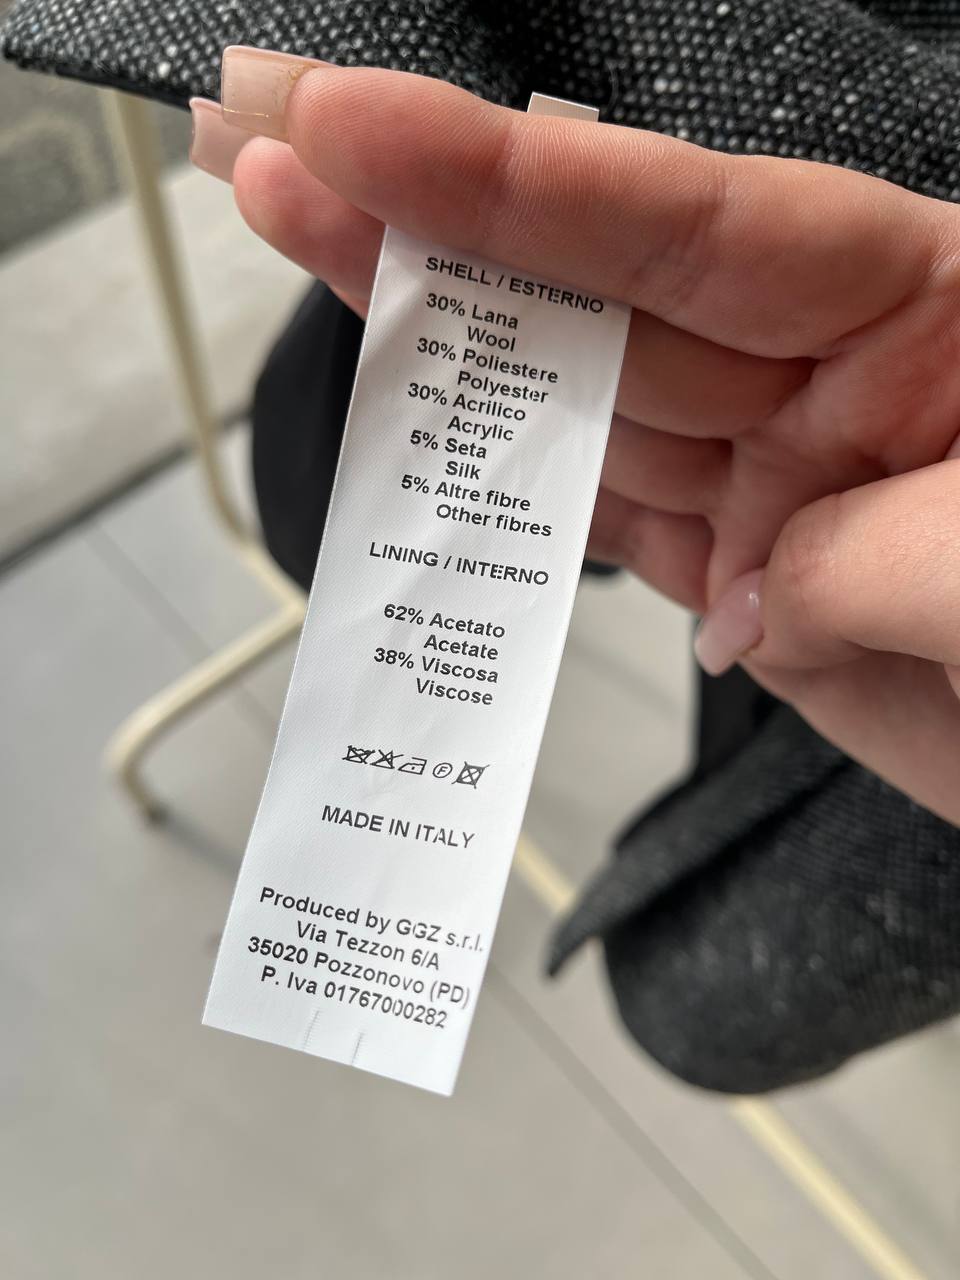 SHELL / ESTERNO
30% Lana
Wool
30% Poliestere
Polyester
30% Acrilico
Acrylic
5% Seta
Silk
5% Altre fibre
Other fibres
LINING / INTERNO
62% Acetato
Acetate
38% Viscosa
Viscose
F
MADE IN ITALY
Produced by GGZ s.r.l.
Via Tezzon 6/A
35020 Pozzonovo (PD)
P. Iva 01767000282